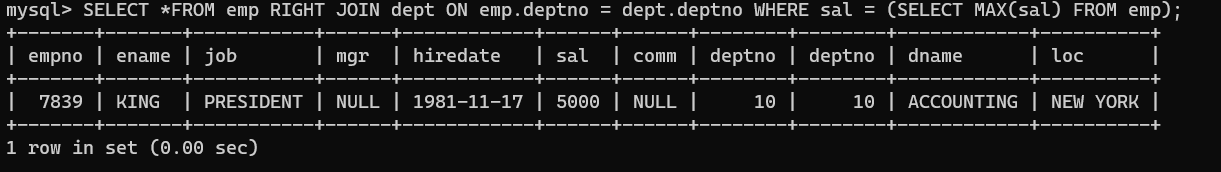 mysql> SELECT *FROM emp RIGHT JOIN dept ON emp.deptno = dept.deptno WHERE sal = (SELECT MAX(sal) FROM emp);
+-------+-------+-----------+------+------------+------+------+--------+--------+------------+----------+
| empno | ename | job       | mgr  | hiredate   | sal  | comm | deptno | deptno | dname      | loc      |
+-------+-------+-----------+------+------------+------+------+--------+--------+------------+----------+
|  7839 | KING  | PRESIDENT | NULL | 1981-11-17 | 5000 | NULL |     10 |     10 | ACCOUNTING | NEW YORK |
+-------+-------+-----------+------+------------+------+------+--------+--------+------------+----------+
1 row in set (0.00 sec)